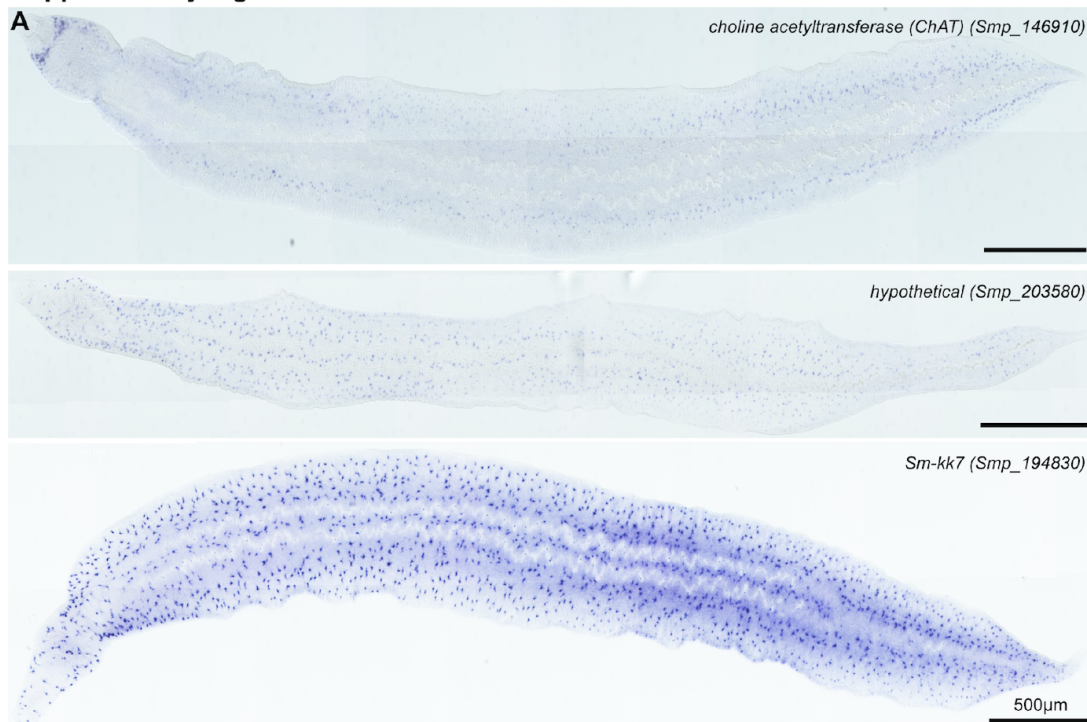 A
choline acetyltransferase (ChAT) (Smp_146910)
hypothetical (Smp_203580)
Sm-kk7 (Smp_194830)
500µm